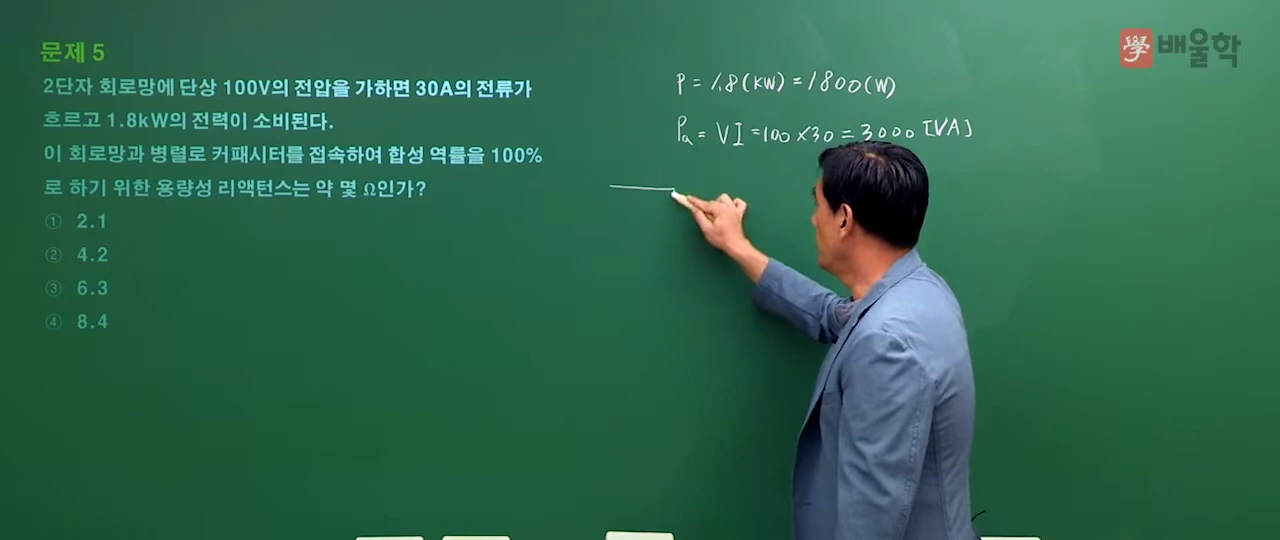 學 배울학
문제 5
2단자 회로망에 단상 100V의 전압을 가하면 30A의 전류가
흐르고 1.8kW의 전력이 소비된다.
이 회로망과 병렬로 커패시터를 접속하여 합성 역률을 100%
로 하기 위한 용량성 리액턴스는 약 몇 Ω인가?
① 2.1
② 4.2
③ 6.3
④ 8.4
P = 1.8(KW) = 1800(W)
Pa = VI = 100 × 30 = 3000 [VA]